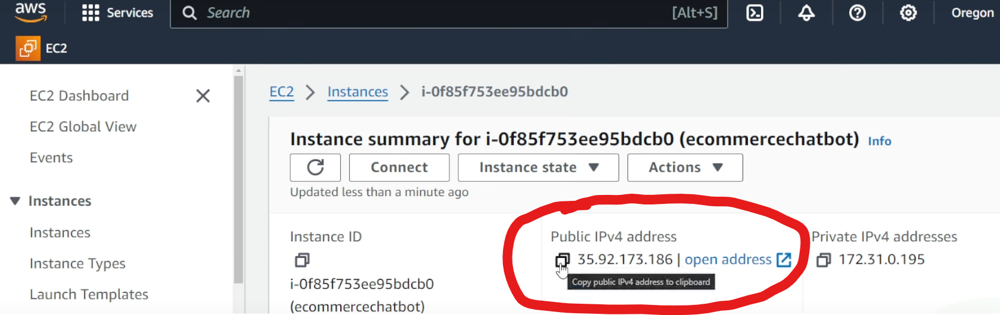 aws
Services
Search
[Alt+S]
Oregon
EC2
EC2 Dashboard
EC2 Global View
Events
Instances
Instances
Instance Types
Launch Templates
EC2 > Instances > i-0f85f753ee95bdcb0
Instance summary for i-0f85f753ee95bdcb0 (ecommercechatbot) Info
Connect
Instance state
Actions
Updated less than a minute ago
Instance ID
i-0f85f753ee95bdcb0
(ecommercechatbot)
Public IPv4 address
35.92.173.186 | open address
Copy public IPv4 address to clipboard
Private IPv4 addresses
172.31.0.195